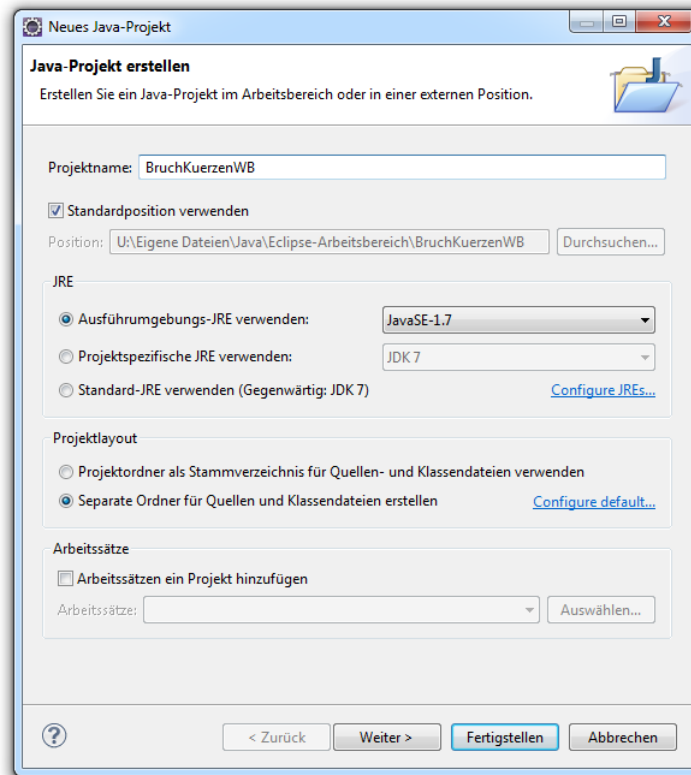 Neues Java-Projekt
Java-Projekt erstellen
Erstellen Sie ein Java-Projekt im Arbeitsbereich oder in einer externen Position.
Projektname: BruchKuerzenWB
Standardposition verwenden
Position: U:\Eigene Dateien\Java\Eclipse-Arbeitsbereich\BruchKuerzenWB Durchsuchen...
JRE
Ausführumgebungs-JRE verwenden: JavaSE-1.7
Projektspezifische JRE verwenden: JDK 7
Standard-JRE verwenden (Gegenwärtig: JDK 7) Configure JREs...
Projektlayout
Projektordner als Stammverzeichnis für Quellen- und Klassendateien verwenden
Separate Ordner für Quellen und Klassendateien erstellen Configure default...
Arbeitssätze
Arbeitssätzen ein Projekt hinzufügen
Arbeitssätze: Auswählen...
? < Zurück Weiter > Fertigstellen Abbrechen